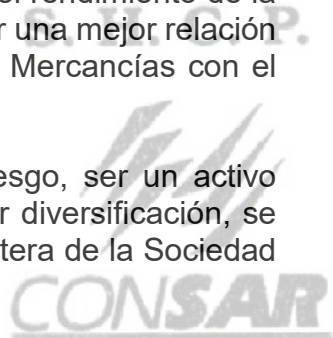 el rendimiento de la
S. H. C. P.
r una mejor relación
Mercancías con el
esgo, ser un activo
r diversificación, se
tera de la Sociedad
CONSAR